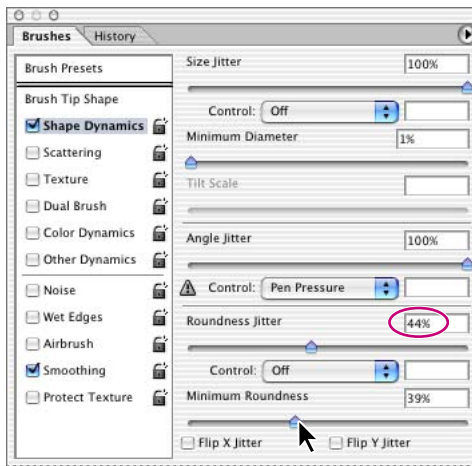 Brushes History
Brush Presets
Brush Tip Shape
Shape Dynamics
Scattering
Texture
Dual Brush
Color Dynamics
Other Dynamics
Noise
Wet Edges
Airbrush
Smoothing
Protect Texture
Size Jitter 100%
Control: Off
Minimum Diameter 1%
Tilt Scale
Angle Jitter 100%
Control: Pen Pressure
Roundness Jitter 44%
Control: Off
Minimum Roundness 39%
Flip X Jitter Flip Y Jitter